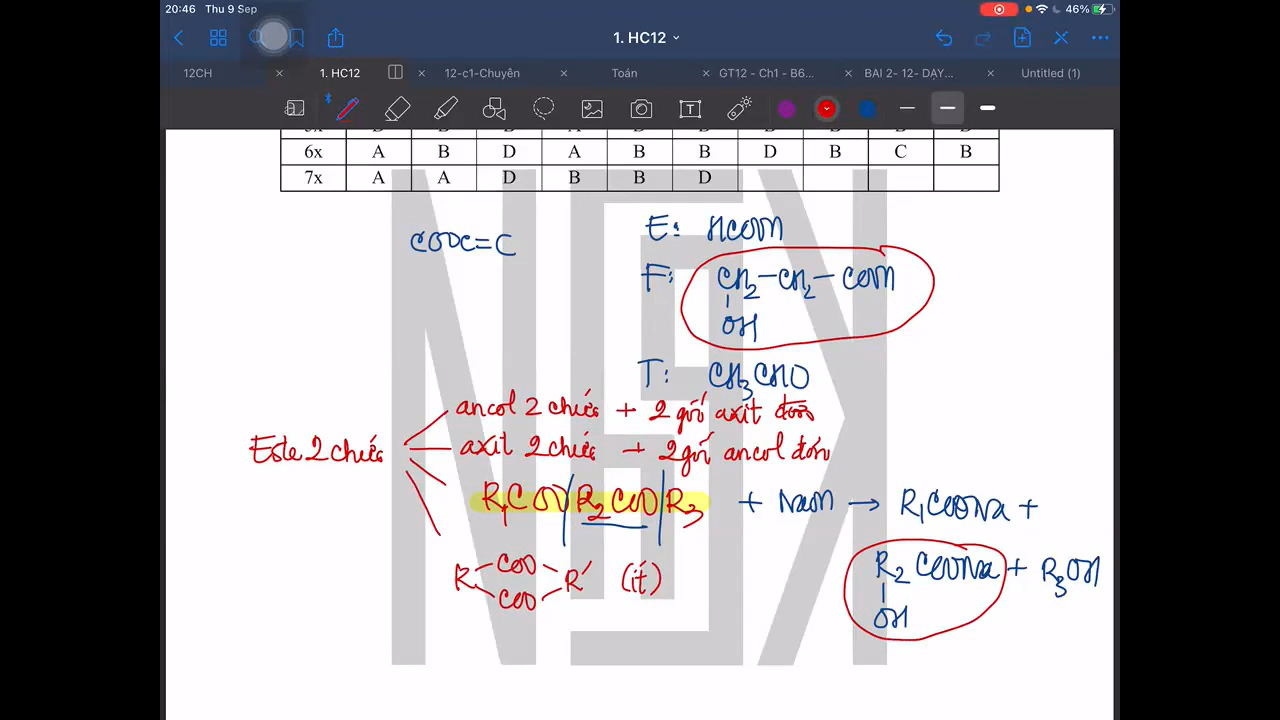 20:46 Thu 9 Sep 46%
1. HC12
12CH 1. HC12 12-c1-Chuyên Toán GT12 - Ch1 - B6... BAI 2- 12- DẠY... Untitled (1)
6x A B D A B B D B C B
7x A A D B B D
COOC=C
E: HCOOH
F: CH2-CH2-COOH
OH
T: CH3CHO
Este 2 chức
ancol 2 chức + 2 gốc axit đơn
axit 2 chức + 2 gốc ancol đơn
R1COO R2COO R3 + NaOH → R1COONa +
R2COONa + R3OH
OH
R COO R' (ít)
COO